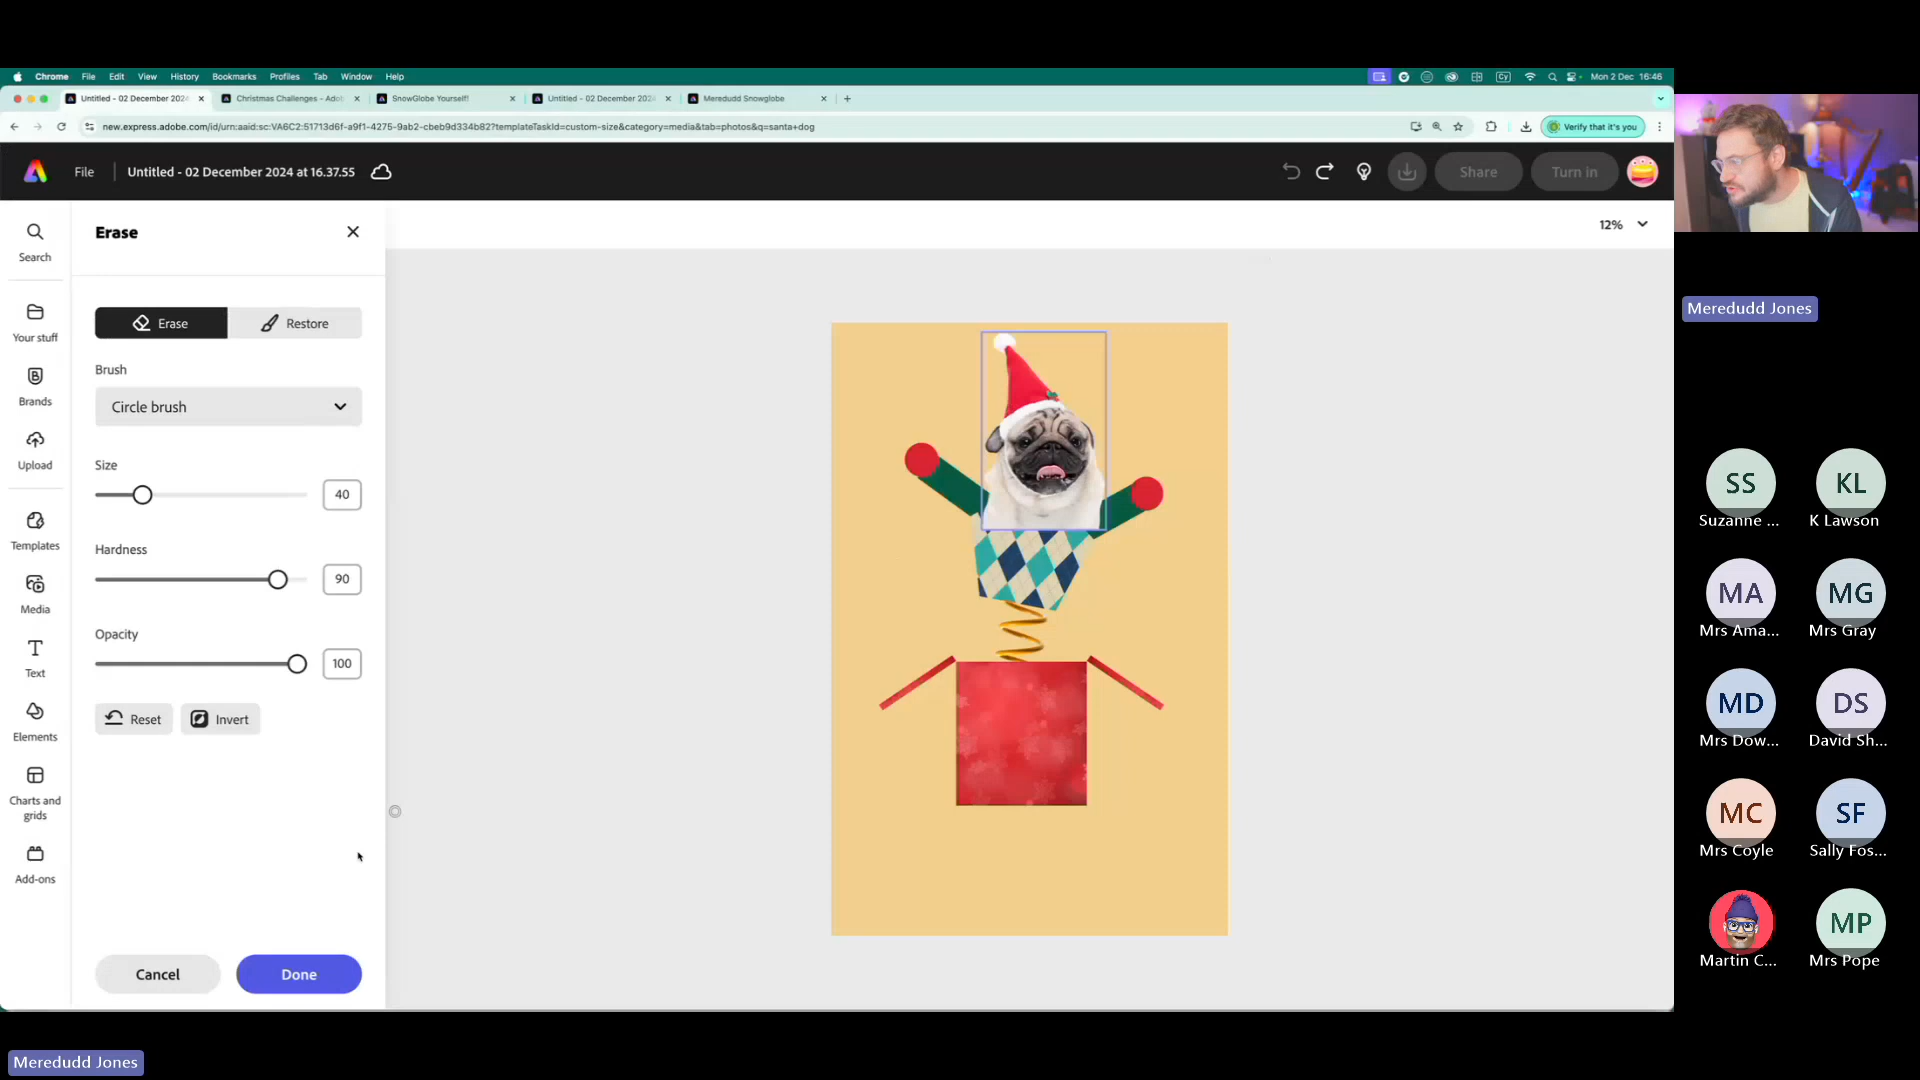 Chrome File Edit View History Bookmarks Profiles Tab Window Help
Mon 2 Dec 16:46
Untitled - 02 December 202
Christmas Challenges - Adob
SnowGlobe Yourself!
Untitled - 02 December 202
Meredudd Snowglobe
new.express.adobe.com/id/urn:aaid:sc:VA6C2:51713d6f-a9f1-4275-9ab2-cbeb9d334b82?templateTaskId=custom-size&category=media&tab=photos&q=santa+dog
Verify that it's you
File
Untitled - 02 December 2024 at 16.37.55
Share
Turn in
Search
Your stuff
Brands
Upload
Templates
Media
Text
Elements
Charts and
grids
Add-ons
Erase
Erase
Restore
Brush
Circle brush
Size
40
Hardness
90
Opacity
100
Reset
Invert
Cancel
Done
12%
Meredudd Jones
SS
Suzanne ...
KL
K Lawson
MA
Mrs Ama...
MG
Mrs Gray
MD
Mrs Dow...
DS
David Sh...
MC
Mrs Coyle
SF
Sally Fos...
Martin C...
MP
Mrs Pope
Meredudd Jones